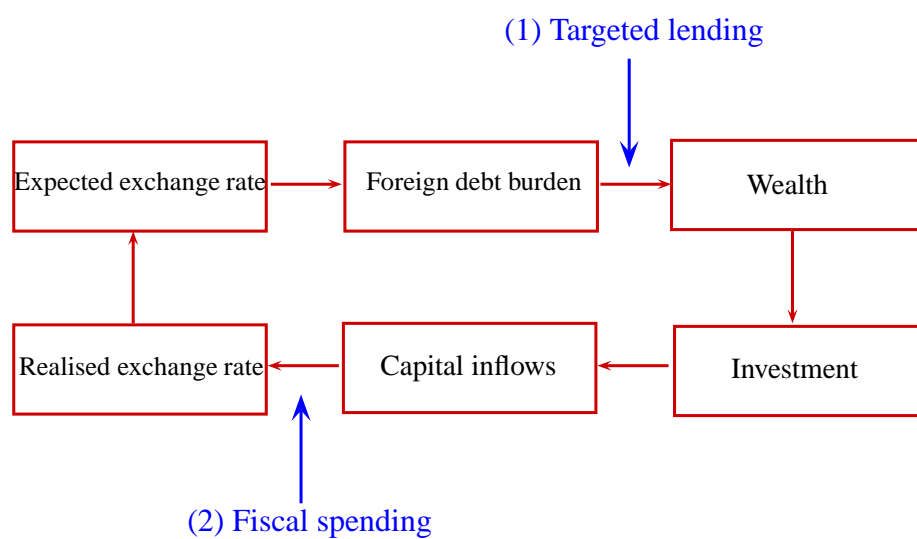 (1) Targeted lending
Expected exchange rate
Foreign debt burden
Wealth
Realised exchange rate
Capital inflows
Investment
(2) Fiscal spending